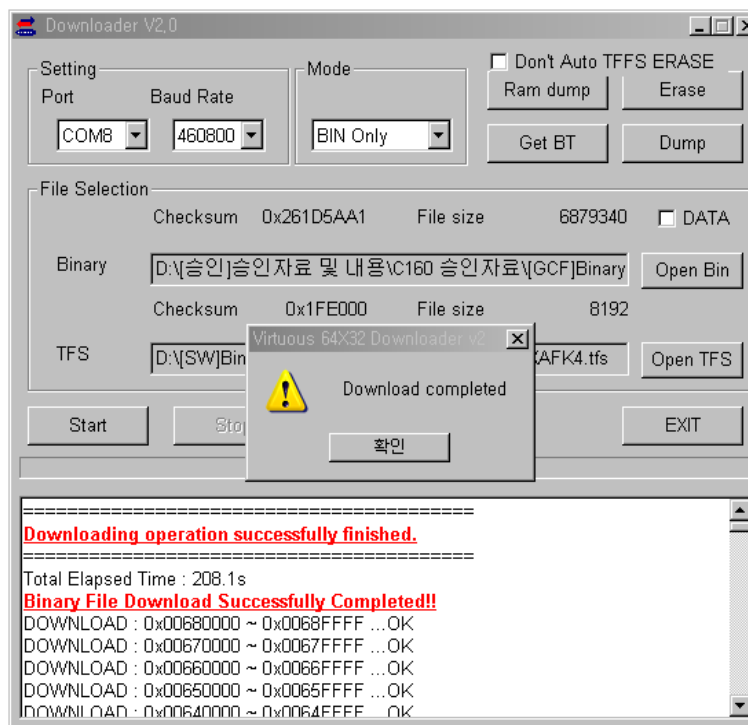 Downloader V2,0
Don't Auto TFFS ERASE
Setting
Mode
Port
Baud Rate
Ram dump
Erase
COM8
460800
BIN Only
Get BT
Dump
File Selection
Checksum 0x261D5AA1 File size 6879340 DATA
Binary D:\[승인]승인자료 및 내용\C160 승인자료\[GCF]Binary Open Bin
Checksum 0x1FE000 File size 8192
TFS D:\[SW]Bin AFK4.tfs Open TFS
Virtuous 64X32 Downloader v2
Download completed
확인
Start
Stop
EXIT
==========================================
Downloading operation successfully finished.
==========================================
Total Elapsed Time : 208.1s
Binary File Download Successfully Completed!!
DOWNLOAD : 0x00680000 ~ 0x0068FFFF ...OK
DOWNLOAD : 0x00670000 ~ 0x0067FFFF ...OK
DOWNLOAD : 0x00660000 ~ 0x0066FFFF ...OK
DOWNLOAD : 0x00650000 ~ 0x0065FFFF ...OK
DOWNLOAD : 0x00640000 ~ 0x0064FFFF ...OK